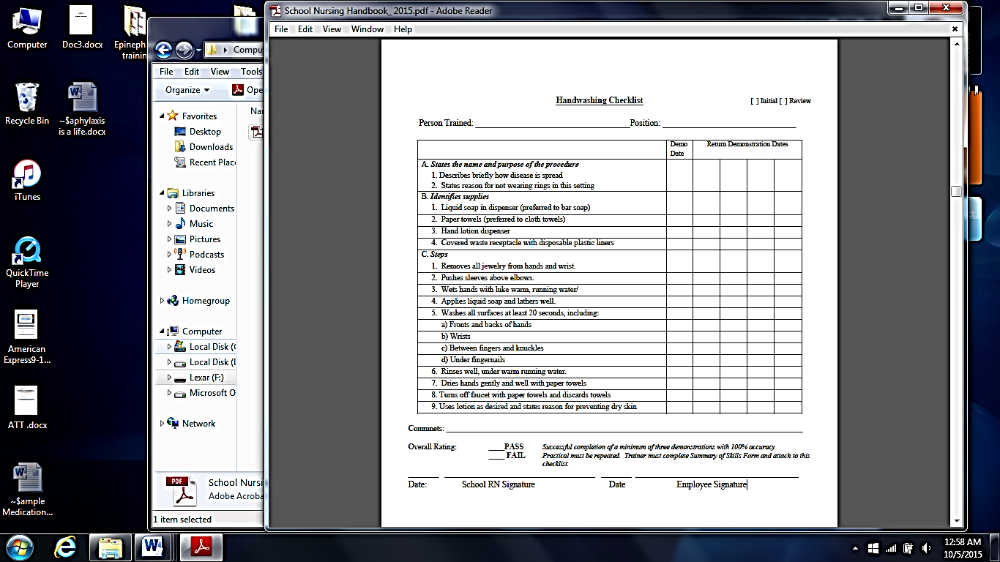 Computer
Doc3.docx
Epineph
trainin
Recycle Bin
~$aphylaxis
is a life.docx
iTunes
QuickTime
Player
American
Express9-1...
ATT .docx
~$ample
Medication...
Compu
File Edit View Tools
Organize Ope
Nar
Favorites
Desktop
Downloads
Recent Plac
Libraries
Documents
Music
Pictures
Podcasts
Videos
Homegroup
Computer
Local Disk (C
Local Disk (D
Lexar (F:)
Microsoft O
Network
PDF
School Nursi
Adobe Acroba
1 item selected
School Nursing Handbook_ 2015.pdf - Adobe Reader
File Edit View Window Help
Handwashing Checklist [ ] Initial [ ] Review
Person Trained: Position:
Demo Return Demonstration Dates
Date
A. States the name and purpose of the procedure
1. Describes briefly how disease is spread
2. States reason for not wearing rings in this setting
B. Identifies supplies
1. Liquid soap in dispenser (preferred to bar soap)
2. Paper towels (preferred to cloth towels)
3. Hand lotion dispenser
4. Covered waste receptacle with disposable plastic liners
C. Steps
1. Removes all jewelry from hands and wrist.
2. Pushes sleeves above elbows.
3. Wets hands with luke warm, running water/
4. Applies liquid soap and lathers well.
5. Washes all surfaces at least 20 seconds, including:
a) Fronts and backs of hands
b) Wrists
c) Between fingers and knuckles
d) Under fingernails
6. Rinses well, under warm running water.
7. Dries hands gently and well with paper towels
8. Turns off faucet with paper towels and discards towels
9. Uses lotion as desired and states reason for preventing dry skin
Commnets:
Overall Rating: ____PASS Successful completion of a minimum of three demonstrations with 100% accuracy
____ FAIL Practical must be repeated. Trainer must complete Summary of Skills Form and attach to this
checklist.
Date: School RN Signature Date Employee Signature
12:58 AM
10/5/2015